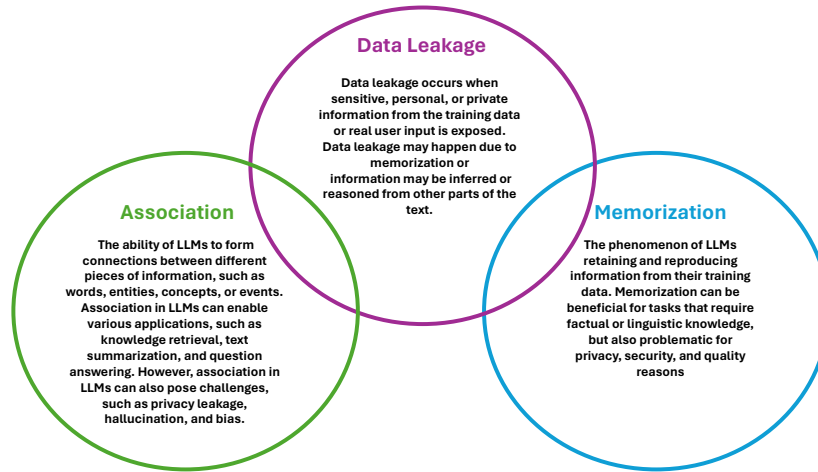 Data Leakage
Data leakage occurs when
sensitive, personal, or private
information from the training data
or real user input is exposed.
Data leakage may happen due to
memorization or
information may be inferred or
reasoned from other parts of the
text.
Association
The ability of LLMs to form
connections between different
pieces of information, such as
words, entities, concepts, or events.
Association in LLMs can enable
various applications, such as
knowledge retrieval, text
summarization, and question
answering. However, association in
LLMs can also pose challenges,
such as privacy leakage,
hallucination, and bias.
Memorization
The phenomenon of LLMs
retaining and reproducing
information from their training
data. Memorization can be
beneficial for tasks that require
factual or linguistic knowledge,
but also problematic for
privacy, security, and quality
reasons